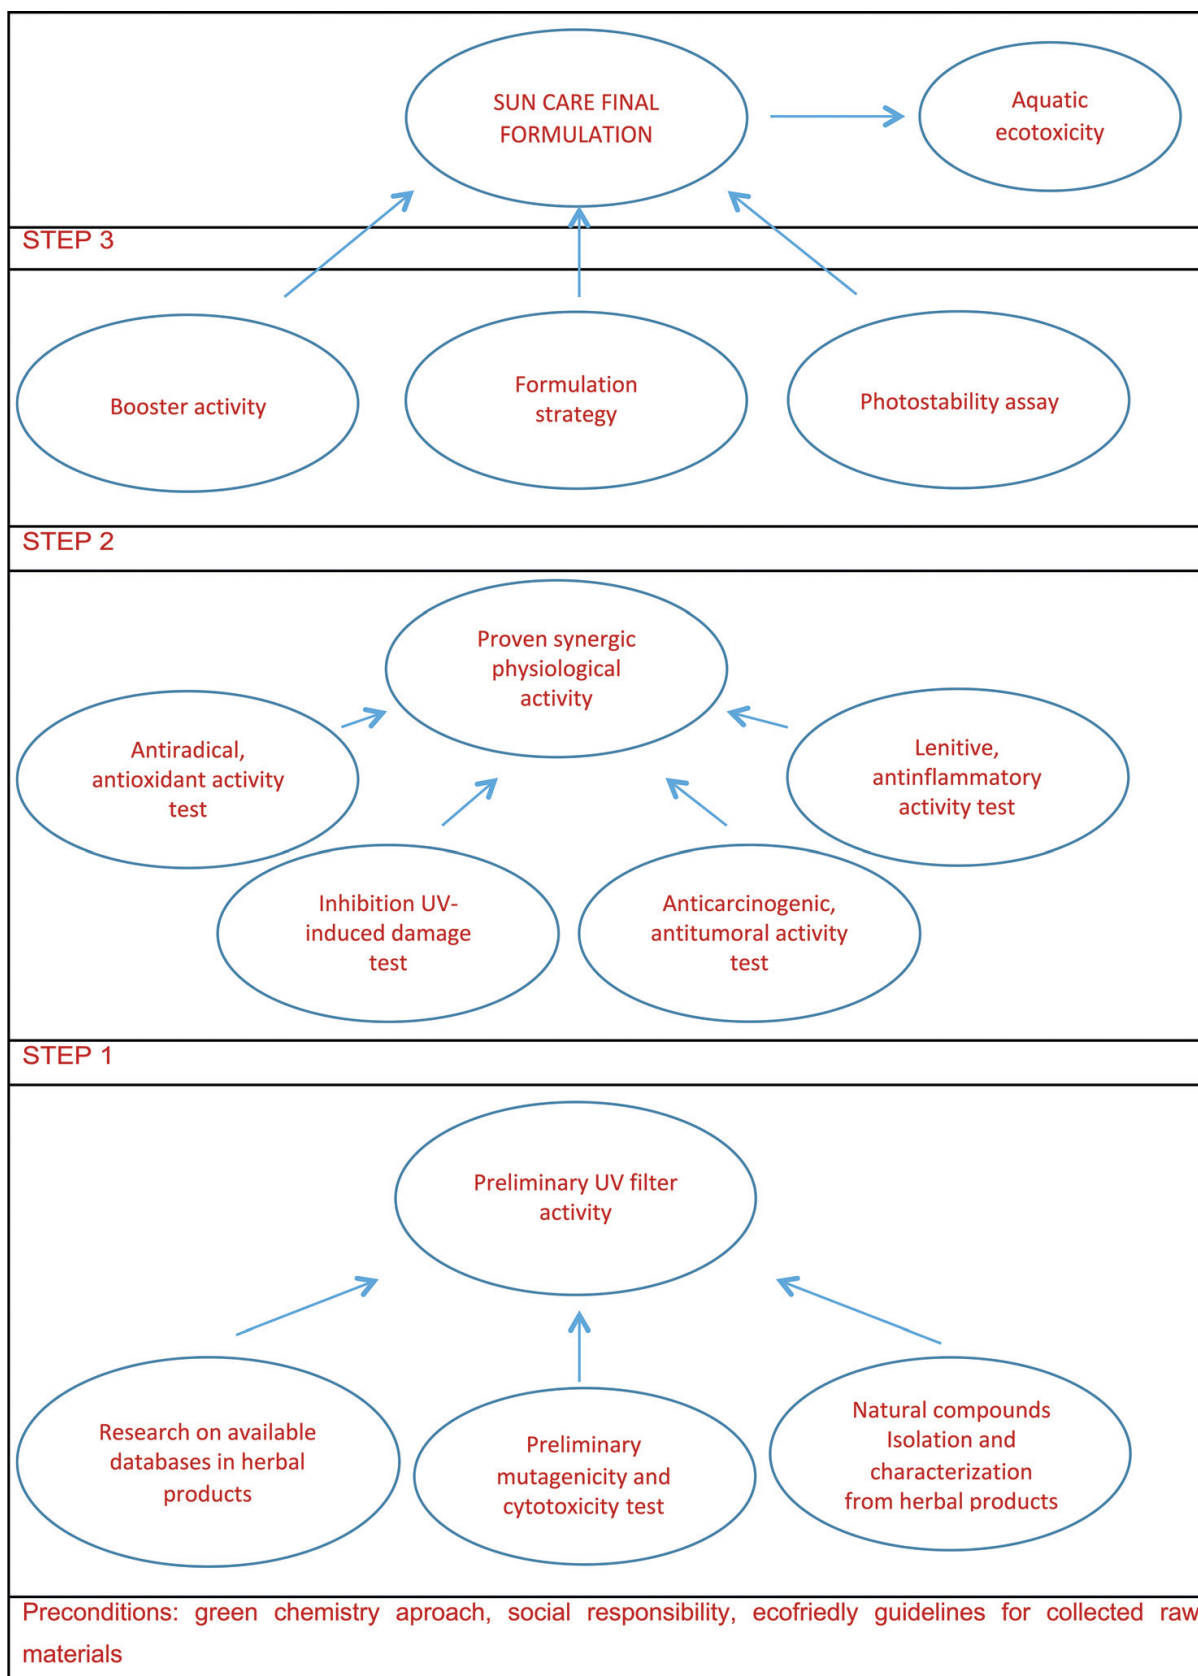 SUN CARE FINAL
FORMULATION
Aquatic
ecotoxicity
STEP 3
Booster activity
Formulation
strategy
Photostability assay
STEP 2
Proven synergic
physiological
activity
Antiradical,
antioxidant activity
test
Lenitive,
antinflammatory
activity test
Inhibition UV-
induced damage
test
Anticarcinogenic,
antitumoral activity
test
STEP 1
Preliminary UV filter
activity
Research on available
databases in herbal
products
Preliminary
mutagenicity and
cytotoxicity test
Natural compounds
Isolation and
characterization
from herbal products
Preconditions: green chemistry aproach, social responsibility, ecofriedly guidelines for collected raw
materials